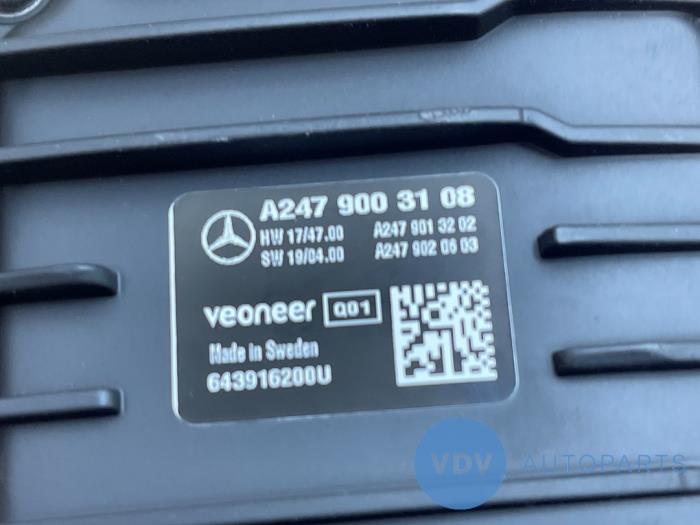 A247 900 31 08
HW 17/47.00 A247 901 32 02
SW 19/04.00 A247 902 06 03
veoneer Q01
Made in Sweden
643916200U
VDV AUTOPARTS